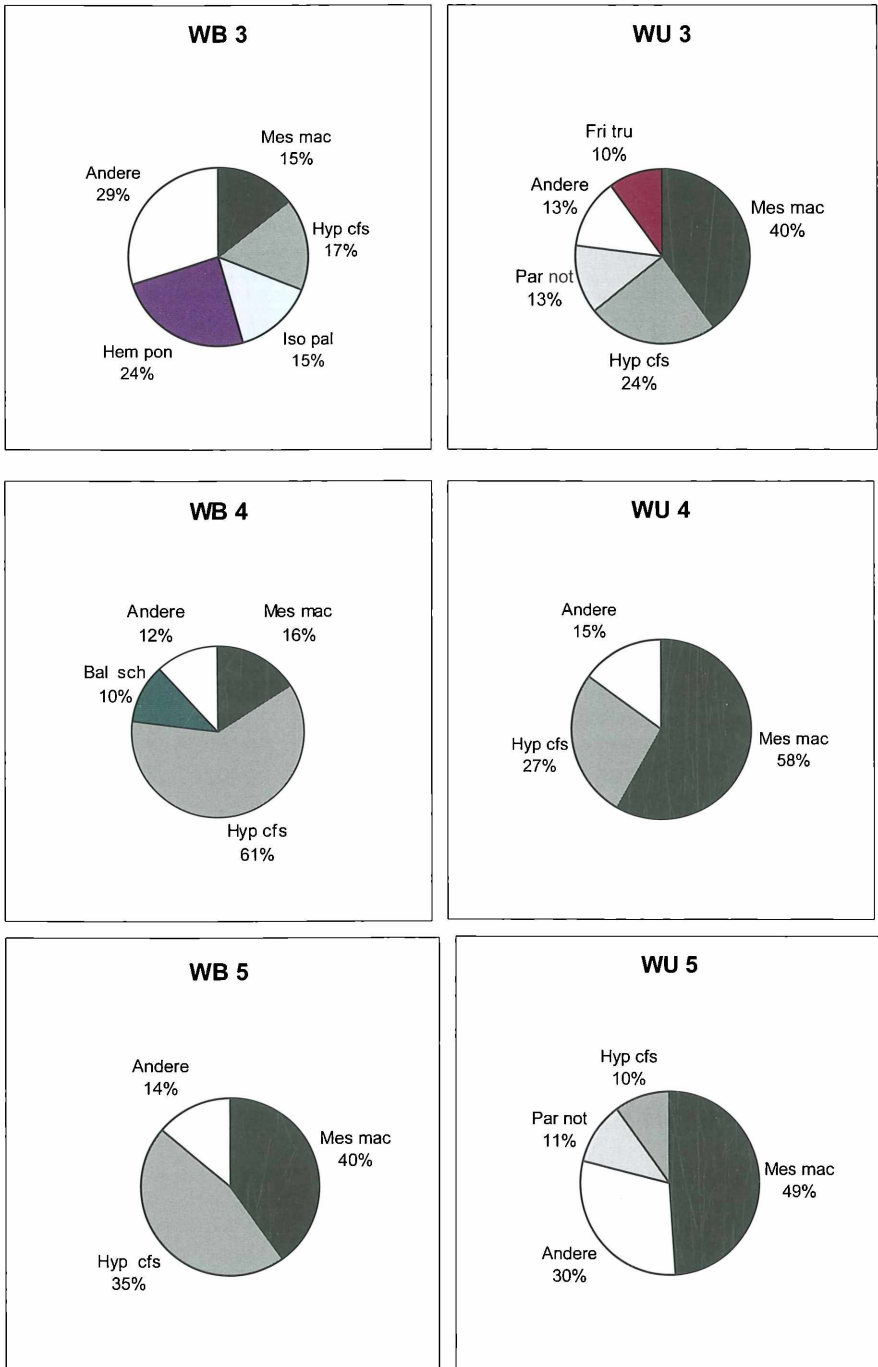 WB 3
Mes mac
15%
Hyp cfs
17%
Iso pal
15%
Hem pon
24%
Andere
29%
WU 3
Fri tru
10%
Mes mac
40%
Hyp cfs
24%
Par not
13%
Andere
13%
WB 4
Andere
12%
Mes mac
16%
Bal sch
10%
Hyp cfs
61%
WU 4
Andere
15%
Hyp cfs
27%
Mes mac
58%
WB 5
Andere
14%
Mes mac
40%
Hyp cfs
35%
WU 5
Hyp cfs
10%
Par not
11%
Mes mac
49%
Andere
30%